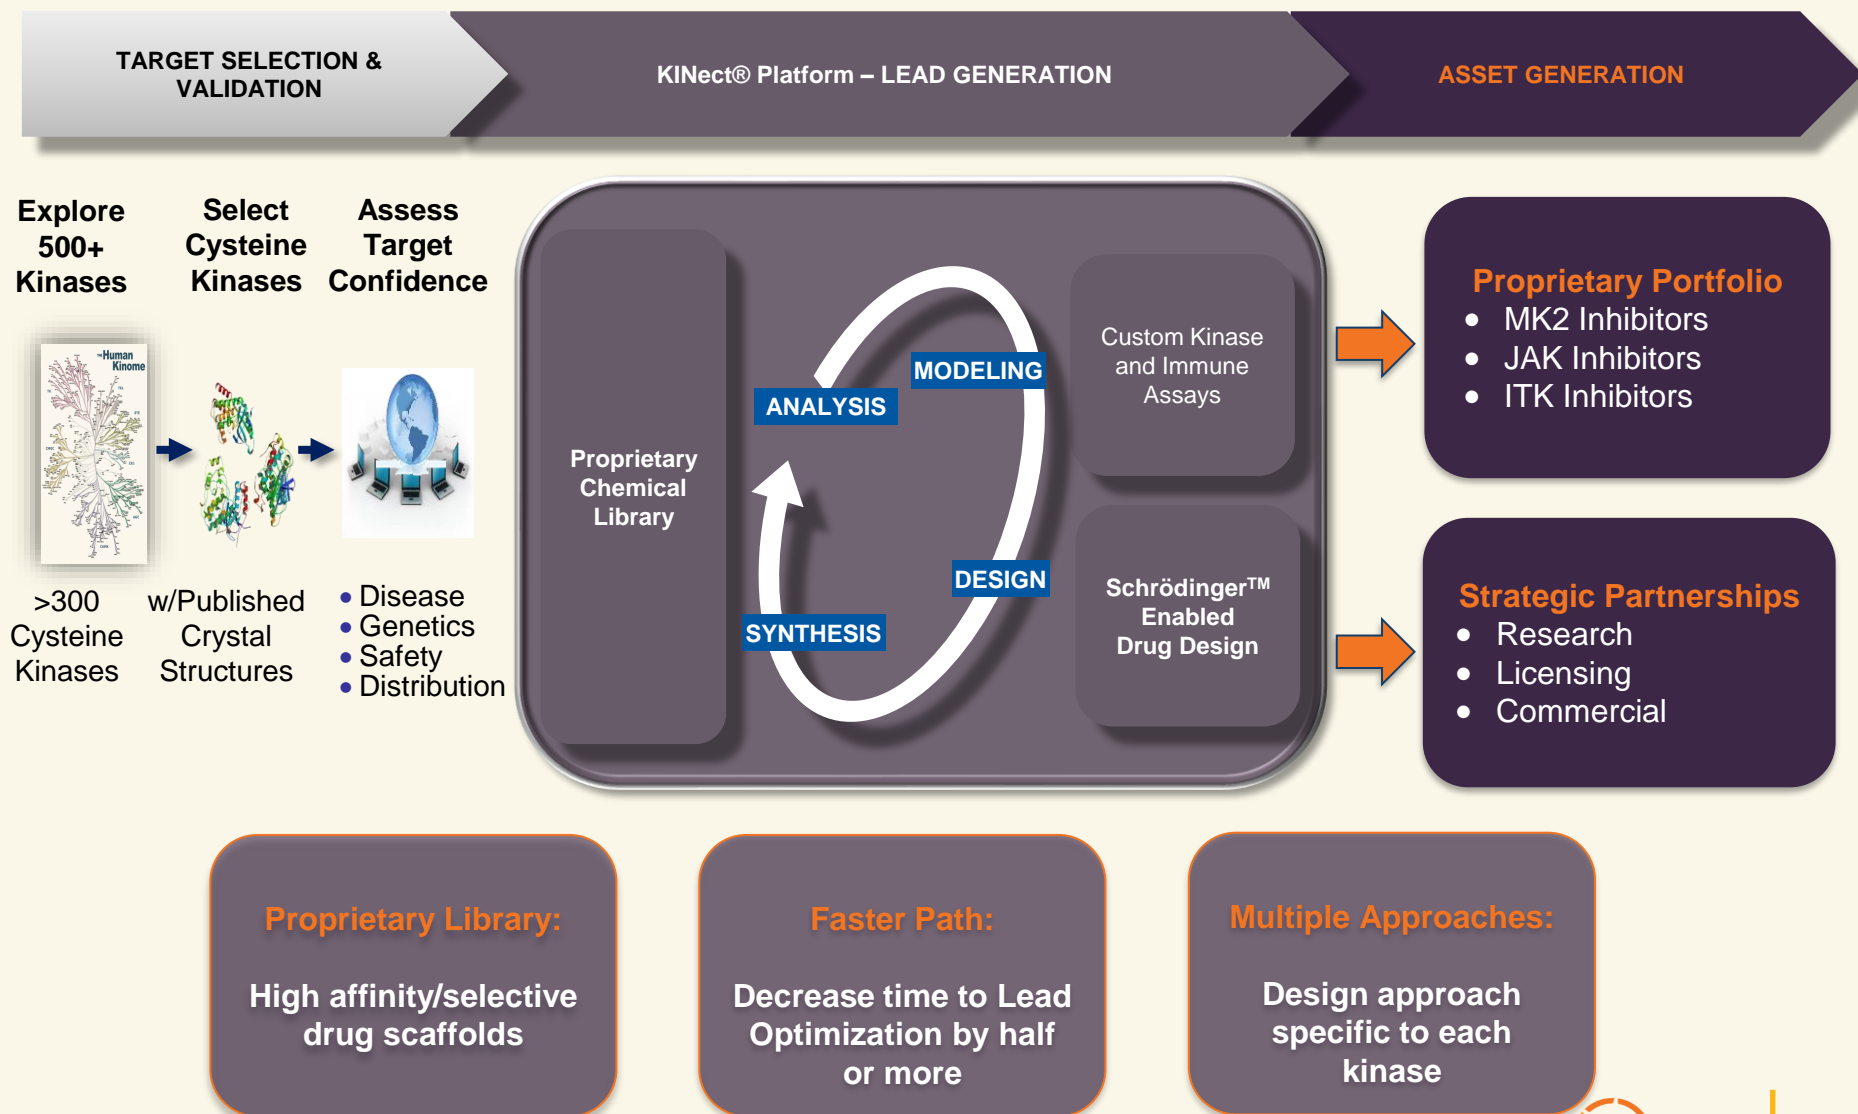 TARGET SELECTION &
VALIDATION
KINect® Platform – LEAD GENERATION
ASSET GENERATION
Explore
500+
Kinases
Select
Cysteine
Kinases
Assess
Target
Confidence
THE Human
Kinome
>300
Cysteine
Kinases
w/Published
Crystal
Structures
• Disease
• Genetics
• Safety
• Distribution
Proprietary
Chemical
Library
ANALYSIS
MODELING
DESIGN
SYNTHESIS
Custom Kinase
and Immune
Assays
Schrödinger™
Enabled
Drug Design
Proprietary Portfolio
• MK2 Inhibitors
• JAK Inhibitors
• ITK Inhibitors
Strategic Partnerships
• Research
• Licensing
• Commercial
Proprietary Library:
High affinity/selective
drug scaffolds
Faster Path:
Decrease time to Lead
Optimization by half
or more
Multiple Approaches:
Design approach
specific to each
kinase